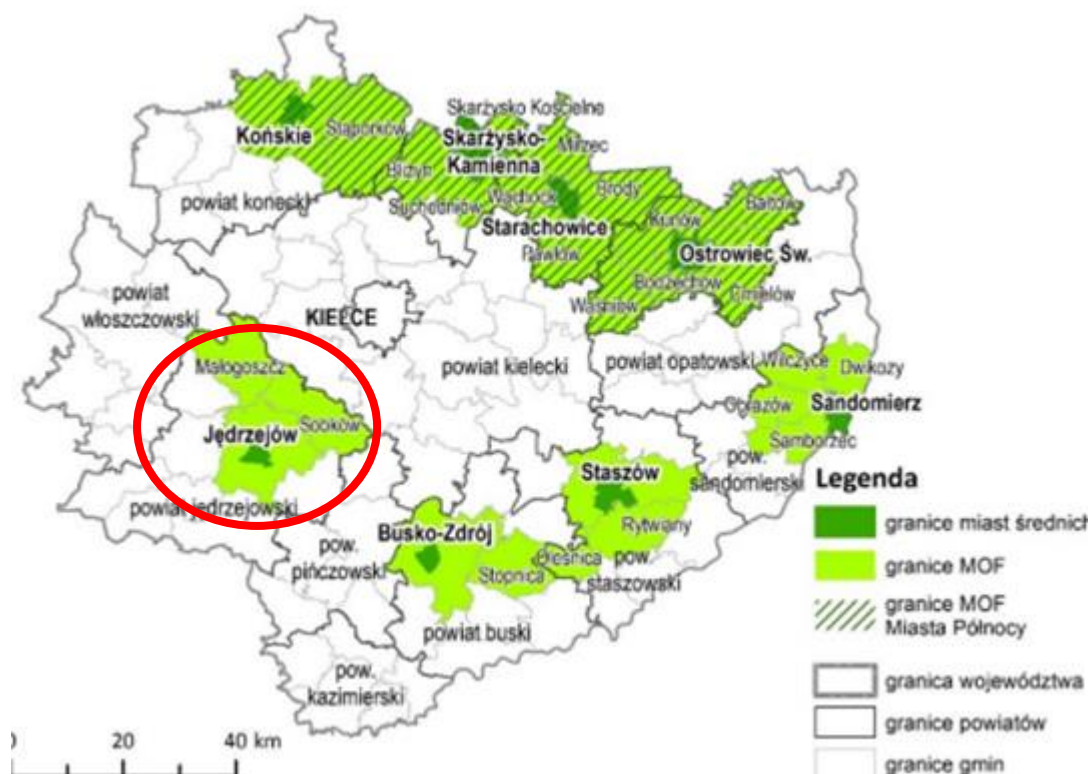 Skarżysko Kościelne
Końskie
Stąporków
Skarżysko-
Kamienna
Mirzec
Bliżyn
Wąchock
Brody
Bałtów
powiat konecki
Suchedniów
Kunów
Starachowice
Ostrowiec Św.
Pawłów
Bodzechów
powiat
włoszczowski
Waśniów
Ćmielów
KIELCE
Małogoszcz
powiat kielecki
powiat opatowski
Wilczyce
Dwikozy
Obrazów
Sandomierz
Jędrzejów
Sobków
Samborzec
pow.
sandomierski
Staszów
powiat jędrzejowski
Rytwiany
Busko-Zdrój
pow.
pińczowski
Oleśnica
Stopnica
pow.
staszowski
powiat buski
pow.
kazimierski
Legenda
granice miast średnich
granice MOF
granice MOF
Miasta Północy
granica województwa
granice powiatów
granice gmin
0 20 40 km